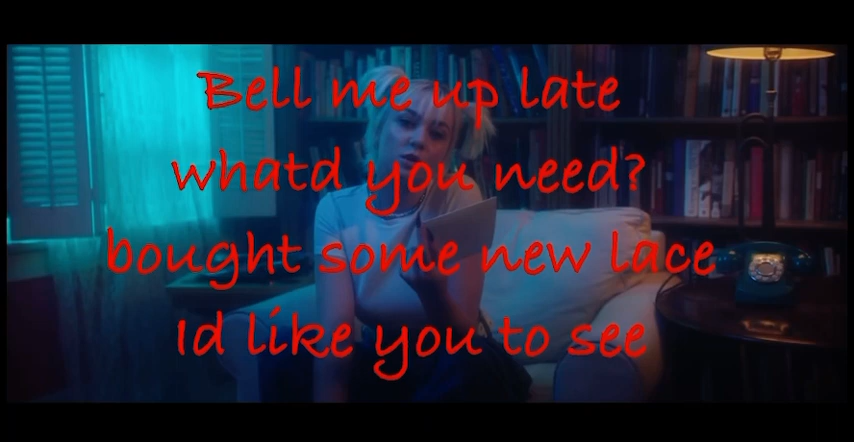 Bell me up late
whatd you need?
bought some new lace
Id like you to see